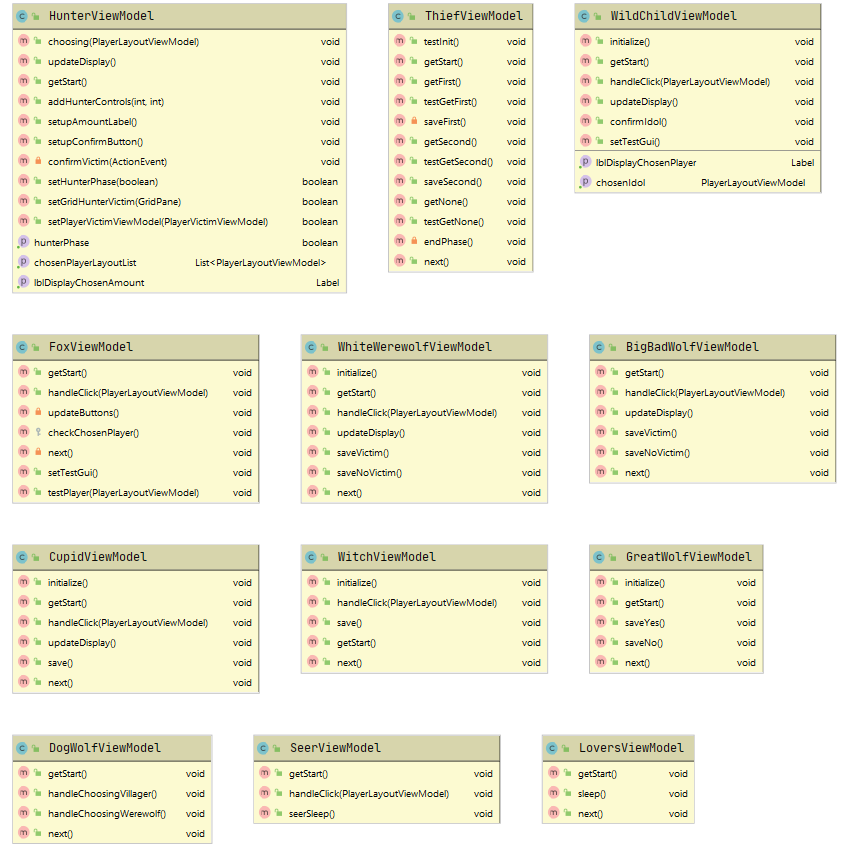 HunterViewModel
choosing(PlayerLayoutViewModel) void
updateDisplay() void
getStart() void
addHunterControls(int, int) void
setupAmountLabel() void
setupConfirmButton() void
confirmVictim(ActionEvent) void
setHunterPhase(boolean) boolean
setGridHunterVictim(GridPane) boolean
setPlayerVictimViewModel(PlayerVictimViewModel) boolean
hunterPhase boolean
chosenPlayerLayoutList List<PlayerLayoutViewModel>
lblDisplayChosenAmount Label
ThiefViewModel
testInit() void
getStart() void
getFirst() void
testGetFirst() void
saveFirst() void
getSecond() void
testGetSecond() void
saveSecond() void
getNone() void
testGetNone() void
endPhase() void
next() void
WildChildViewModel
initialize() void
getStart() void
handleClick(PlayerLayoutViewModel) void
updateDisplay() void
confirmIdol() void
setTestGui() void
lblDisplayChosenPlayer Label
chosenIdol PlayerLayoutViewModel
FoxViewModel
getStart() void
handleClick(PlayerLayoutViewModel) void
updateButtons() void
checkChosenPlayer() void
next() void
setTestGui() void
testPlayer(PlayerLayoutViewModel) void
WhiteWerewolfViewModel
initialize() void
getStart() void
handleClick(PlayerLayoutViewModel) void
updateDisplay() void
saveVictim() void
saveNoVictim() void
next() void
BigBadWolfViewModel
getStart() void
handleClick(PlayerLayoutViewModel) void
updateDisplay() void
saveVictim() void
saveNoVictim() void
next() void
CupidViewModel
initialize() void
getStart() void
handleClick(PlayerLayoutViewModel) void
updateDisplay() void
save() void
next() void
WitchViewModel
initialize() void
handleClick(PlayerLayoutViewModel) void
save() void
getStart() void
next() void
GreatWolfViewModel
initialize() void
getStart() void
saveYes() void
saveNo() void
next() void
DogWolfViewModel
getStart() void
handleChoosingVillager() void
handleChoosingWerewolf() void
next() void
SeerViewModel
getStart() void
handleClick(PlayerLayoutViewModel) void
seerSleep() void
LoversViewModel
getStart() void
sleep() void
next() void